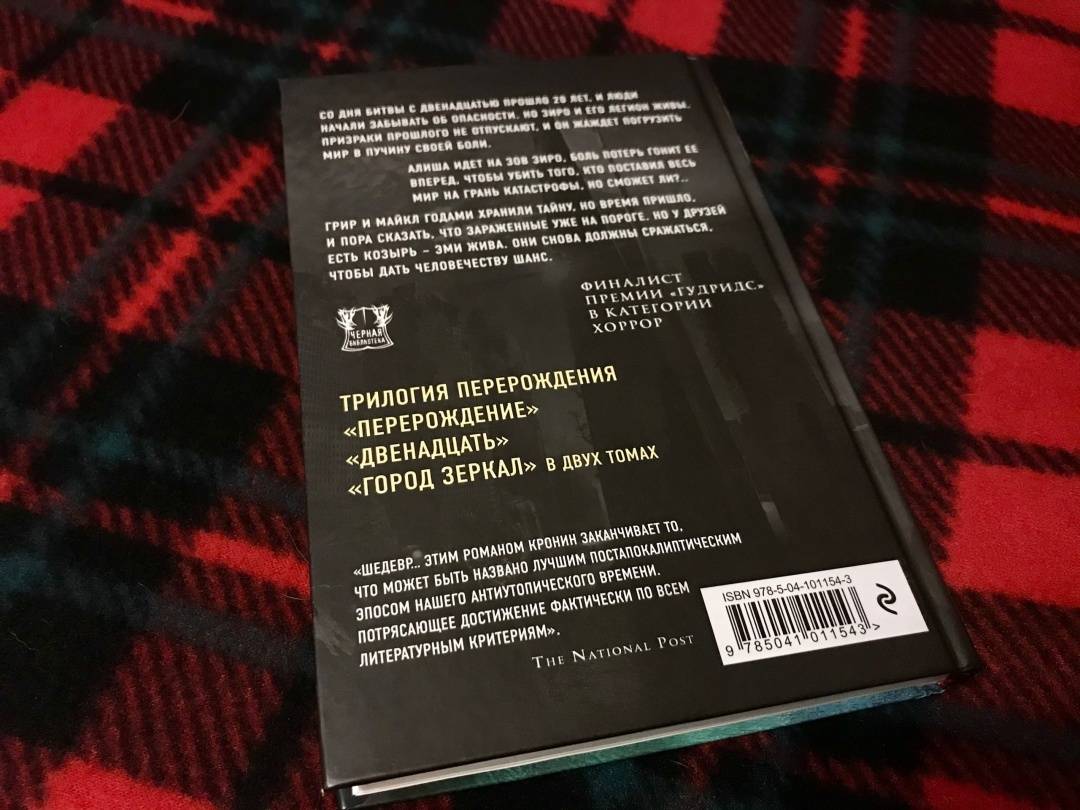 СО ДНЯ БИТВЫ С ДВЕНАДЦАТЬЮ ПРОШЛО 20 ЛЕТ, И ЛЮДИ
НАЧАЛИ ЗАБЫВАТЬ ОБ ОПАСНОСТИ. НО ЗИРО И ЕГО ЛЕГИОН ЖИВЫ.
ПРИЗРАКИ ПРОШЛОГО НЕ ОТПУСКАЮТ, И ОН ЖАЖДЕТ ПОГРУЗИТЬ
МИР В ПУЧИНУ СВОЕЙ БОЛИ.
АЛИША ИДЕТ НА ЗОВ ЗИРО, БОЛЬ ПОТЕРЬ ГОНИТ ЕЕ
ВПЕРЕД, ЧТОБЫ УБИТЬ ТОГО, КТО ПОСТАВИЛ ВЕСЬ
МИР НА ГРАНЬ КАТАСТРОФЫ, НО СМОЖЕТ ЛИ?..
ГРИР И МАЙКЛ ГОДАМИ ХРАНИЛИ ТАЙНУ, НО ВРЕМЯ ПРИШЛО,
И ПОРА СКАЗАТЬ, ЧТО ЗАРАЖЕННЫЕ УЖЕ НА ПОРОГЕ. НО У ДРУЗЕЙ
ЕСТЬ КОЗЫРЬ – ЭМИ ЖИВА. ОНИ СНОВА ДОЛЖНЫ СРАЖАТЬСЯ,
ЧТОБЫ ДАТЬ ЧЕЛОВЕЧЕСТВУ ШАНС.
ФИНАЛИСТ
ПРЕМИИ «ГУДРИДС»
В КАТЕГОРИИ
ХОРРОР
ЧЕРНАЯ
БИБЛИОТЕКА
ТРИЛОГИЯ ПЕРЕРОЖДЕНИЯ
«ПЕРЕРОЖДЕНИЕ»
«ДВЕНАДЦАТЬ»
«ГОРОД ЗЕРКАЛ» В ДВУХ ТОМАХ
«ШЕДЕВР... ЭТИМ РОМАНОМ КРОНИН ЗАКАНЧИВАЕТ ТО,
ЧТО МОЖЕТ БЫТЬ НАЗВАНО ЛУЧШИМ ПОСТАПОКАЛИПТИЧЕСКИМ
ЭПОСОМ НАШЕГО АНТИУТОПИЧЕСКОГО ВРЕМЕНИ.
ПОТРЯСАЮЩЕЕ ДОСТИЖЕНИЕ ФАКТИЧЕСКИ ПО ВСЕМ
ЛИТЕРАТУРНЫМ КРИТЕРИЯМ».
THE NATIONAL POST
ISBN 978-5-04-101154-3
9 785041 011543 >